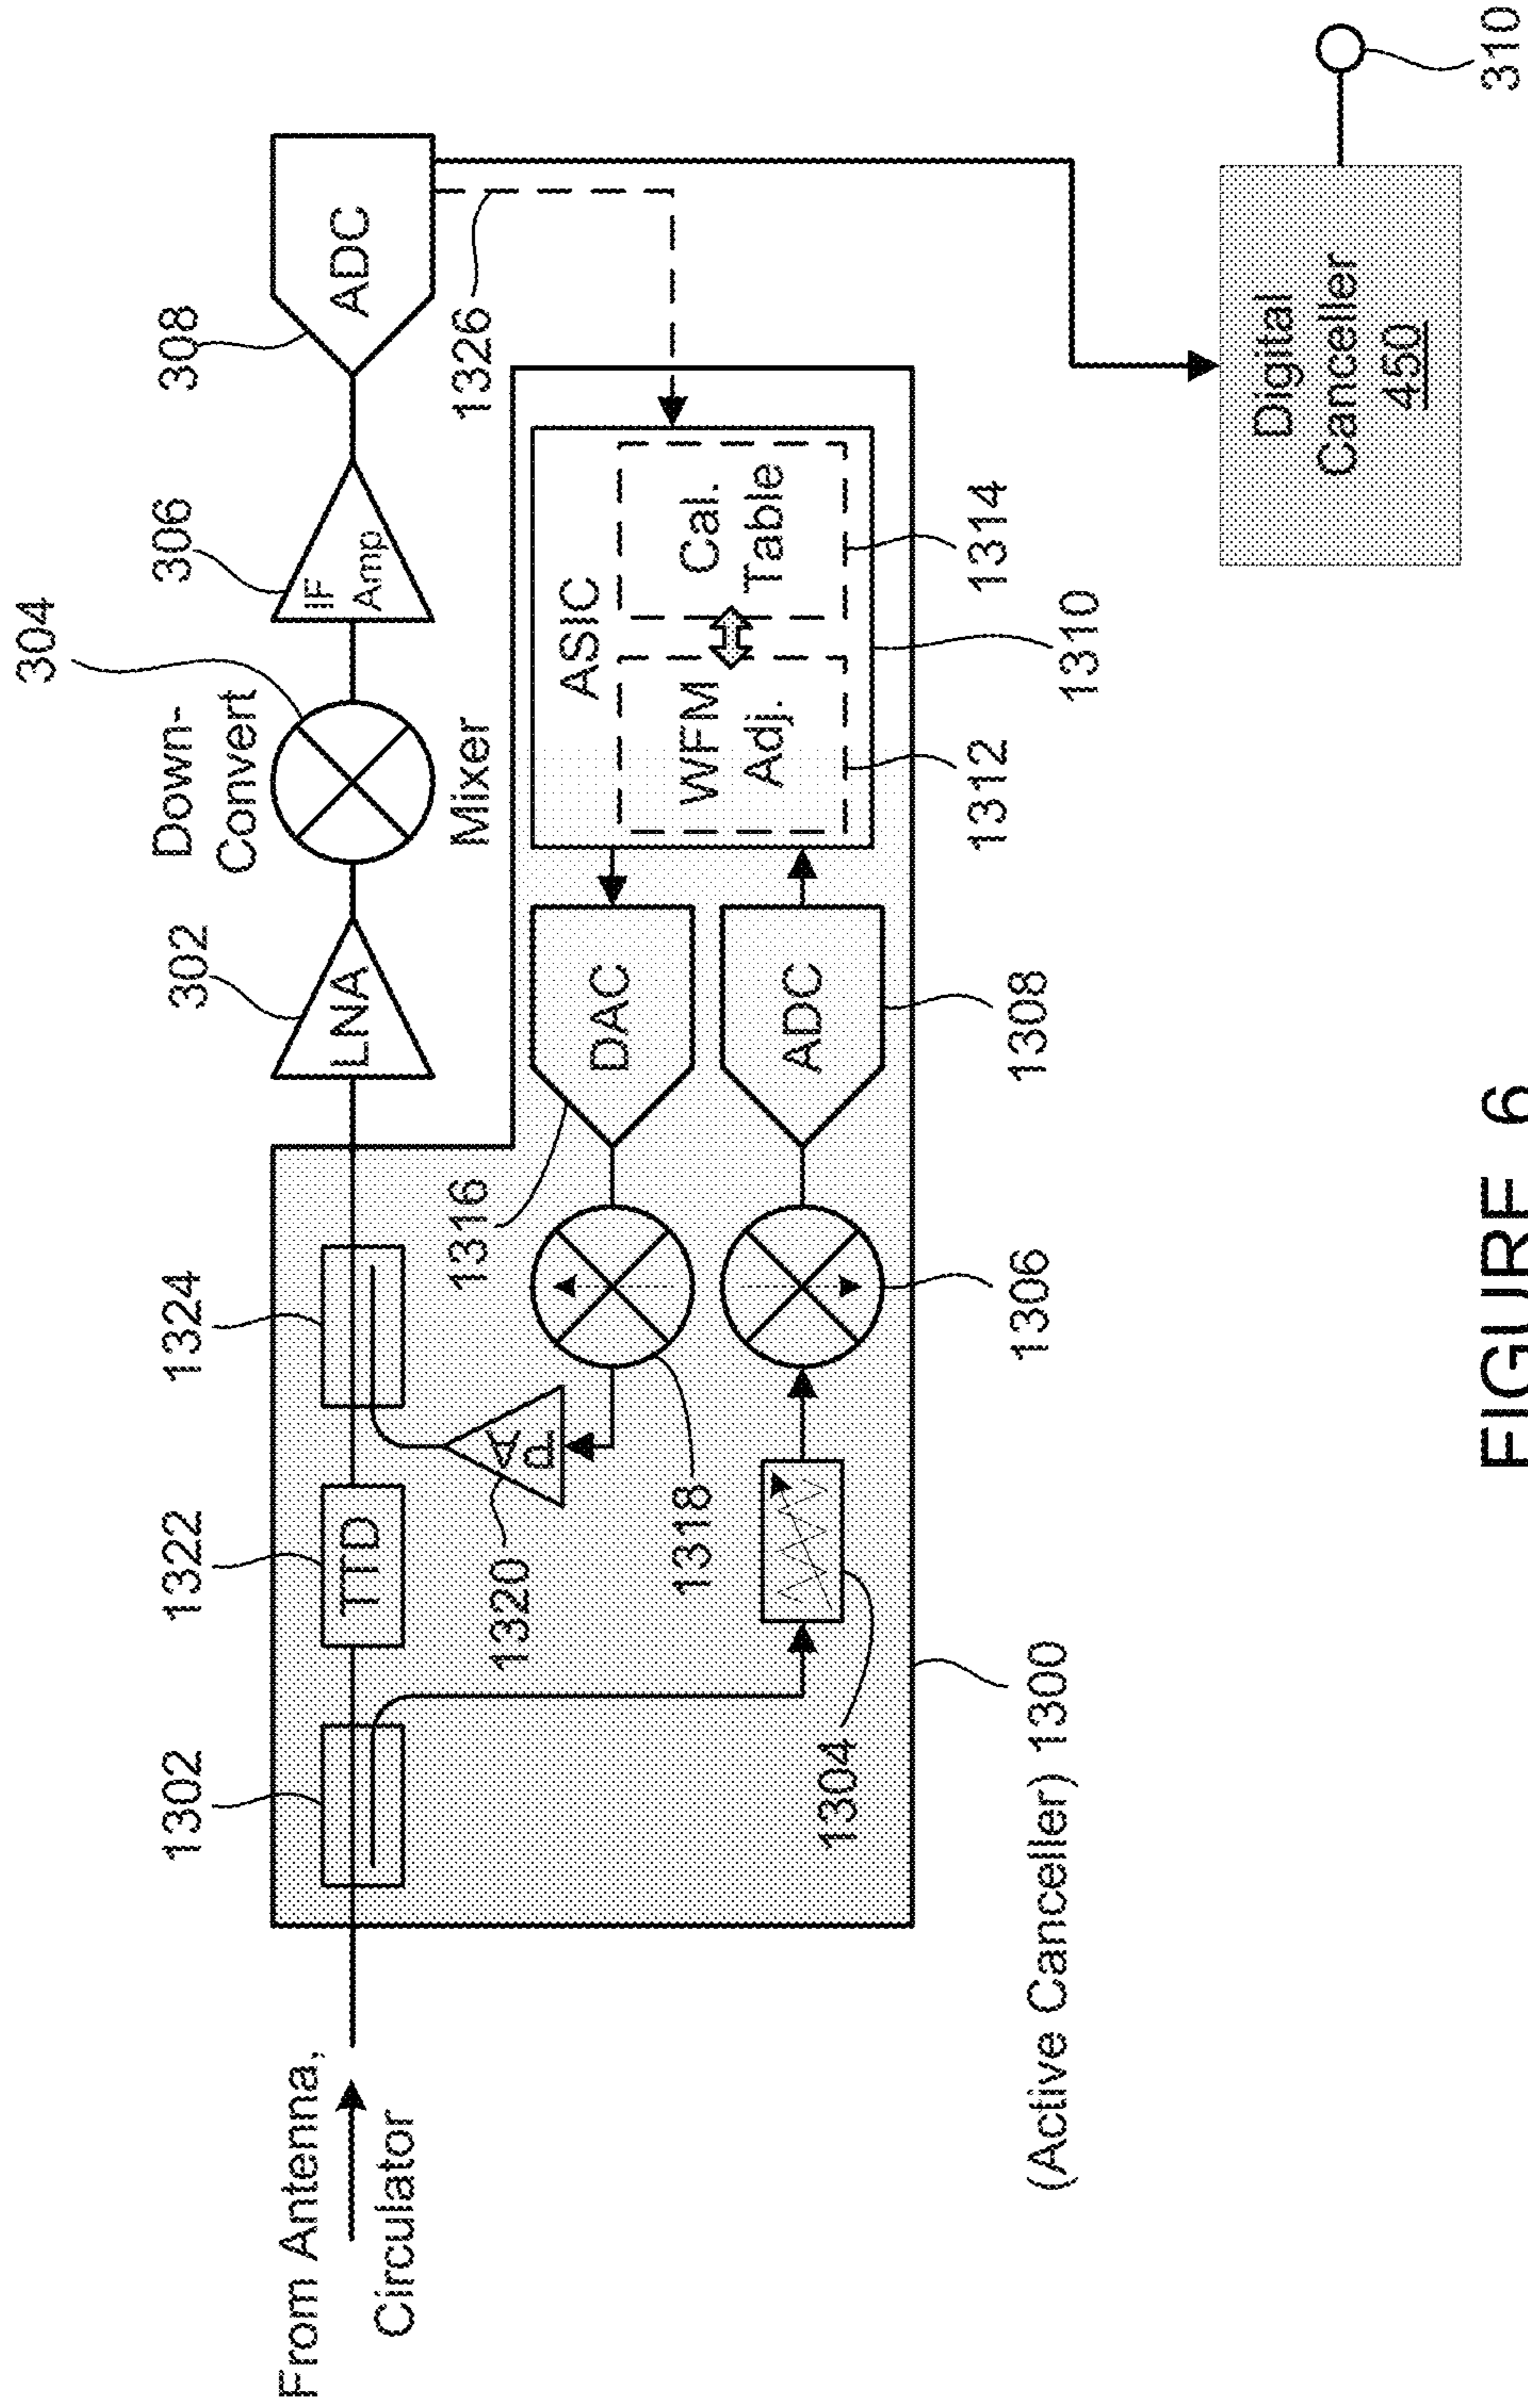 From Antenna,
Circulator
1302
1322
TTD
1324
302
LNA
304
Down-
Convert
Mixer
306
IF
Amp
308
ADC
1326
1320
PA
1318
1316
DAC
ASIC
WFM
Adj.
Cal.
Table
1304
1306
1308
ADC
1312
1314
1310
(Active Canceller) 1300
Digital
Canceller
450
310
FIGURE 6